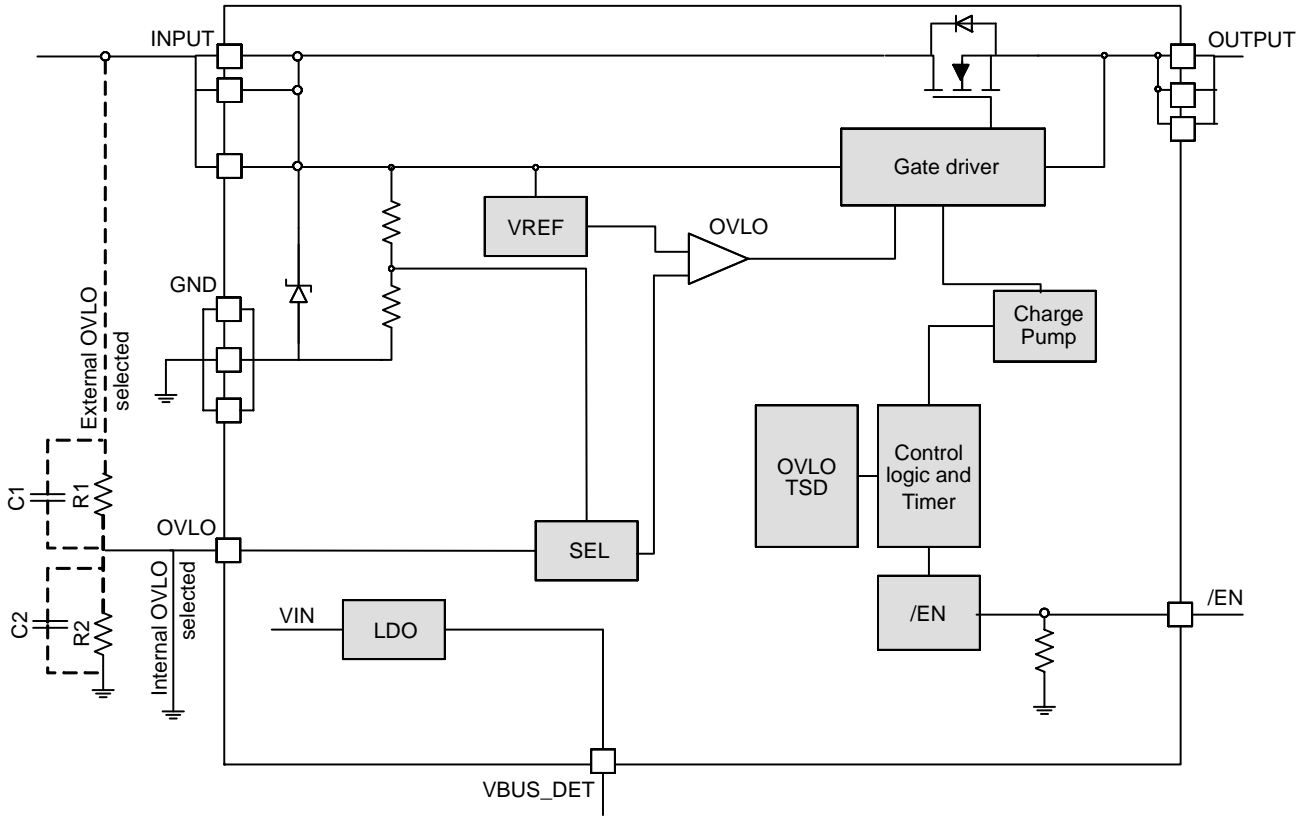 INPUT
OUTPUT
Gate driver
VREF
OVLO
GND
Charge
Pump
External OVLO
selected
OVLO
TSD
Control
logic and
Timer
C1
R1
OVLO
SEL
Internal OVLO
selected
C2
R2
VIN
LDO
/EN
/EN
VBUS_DET